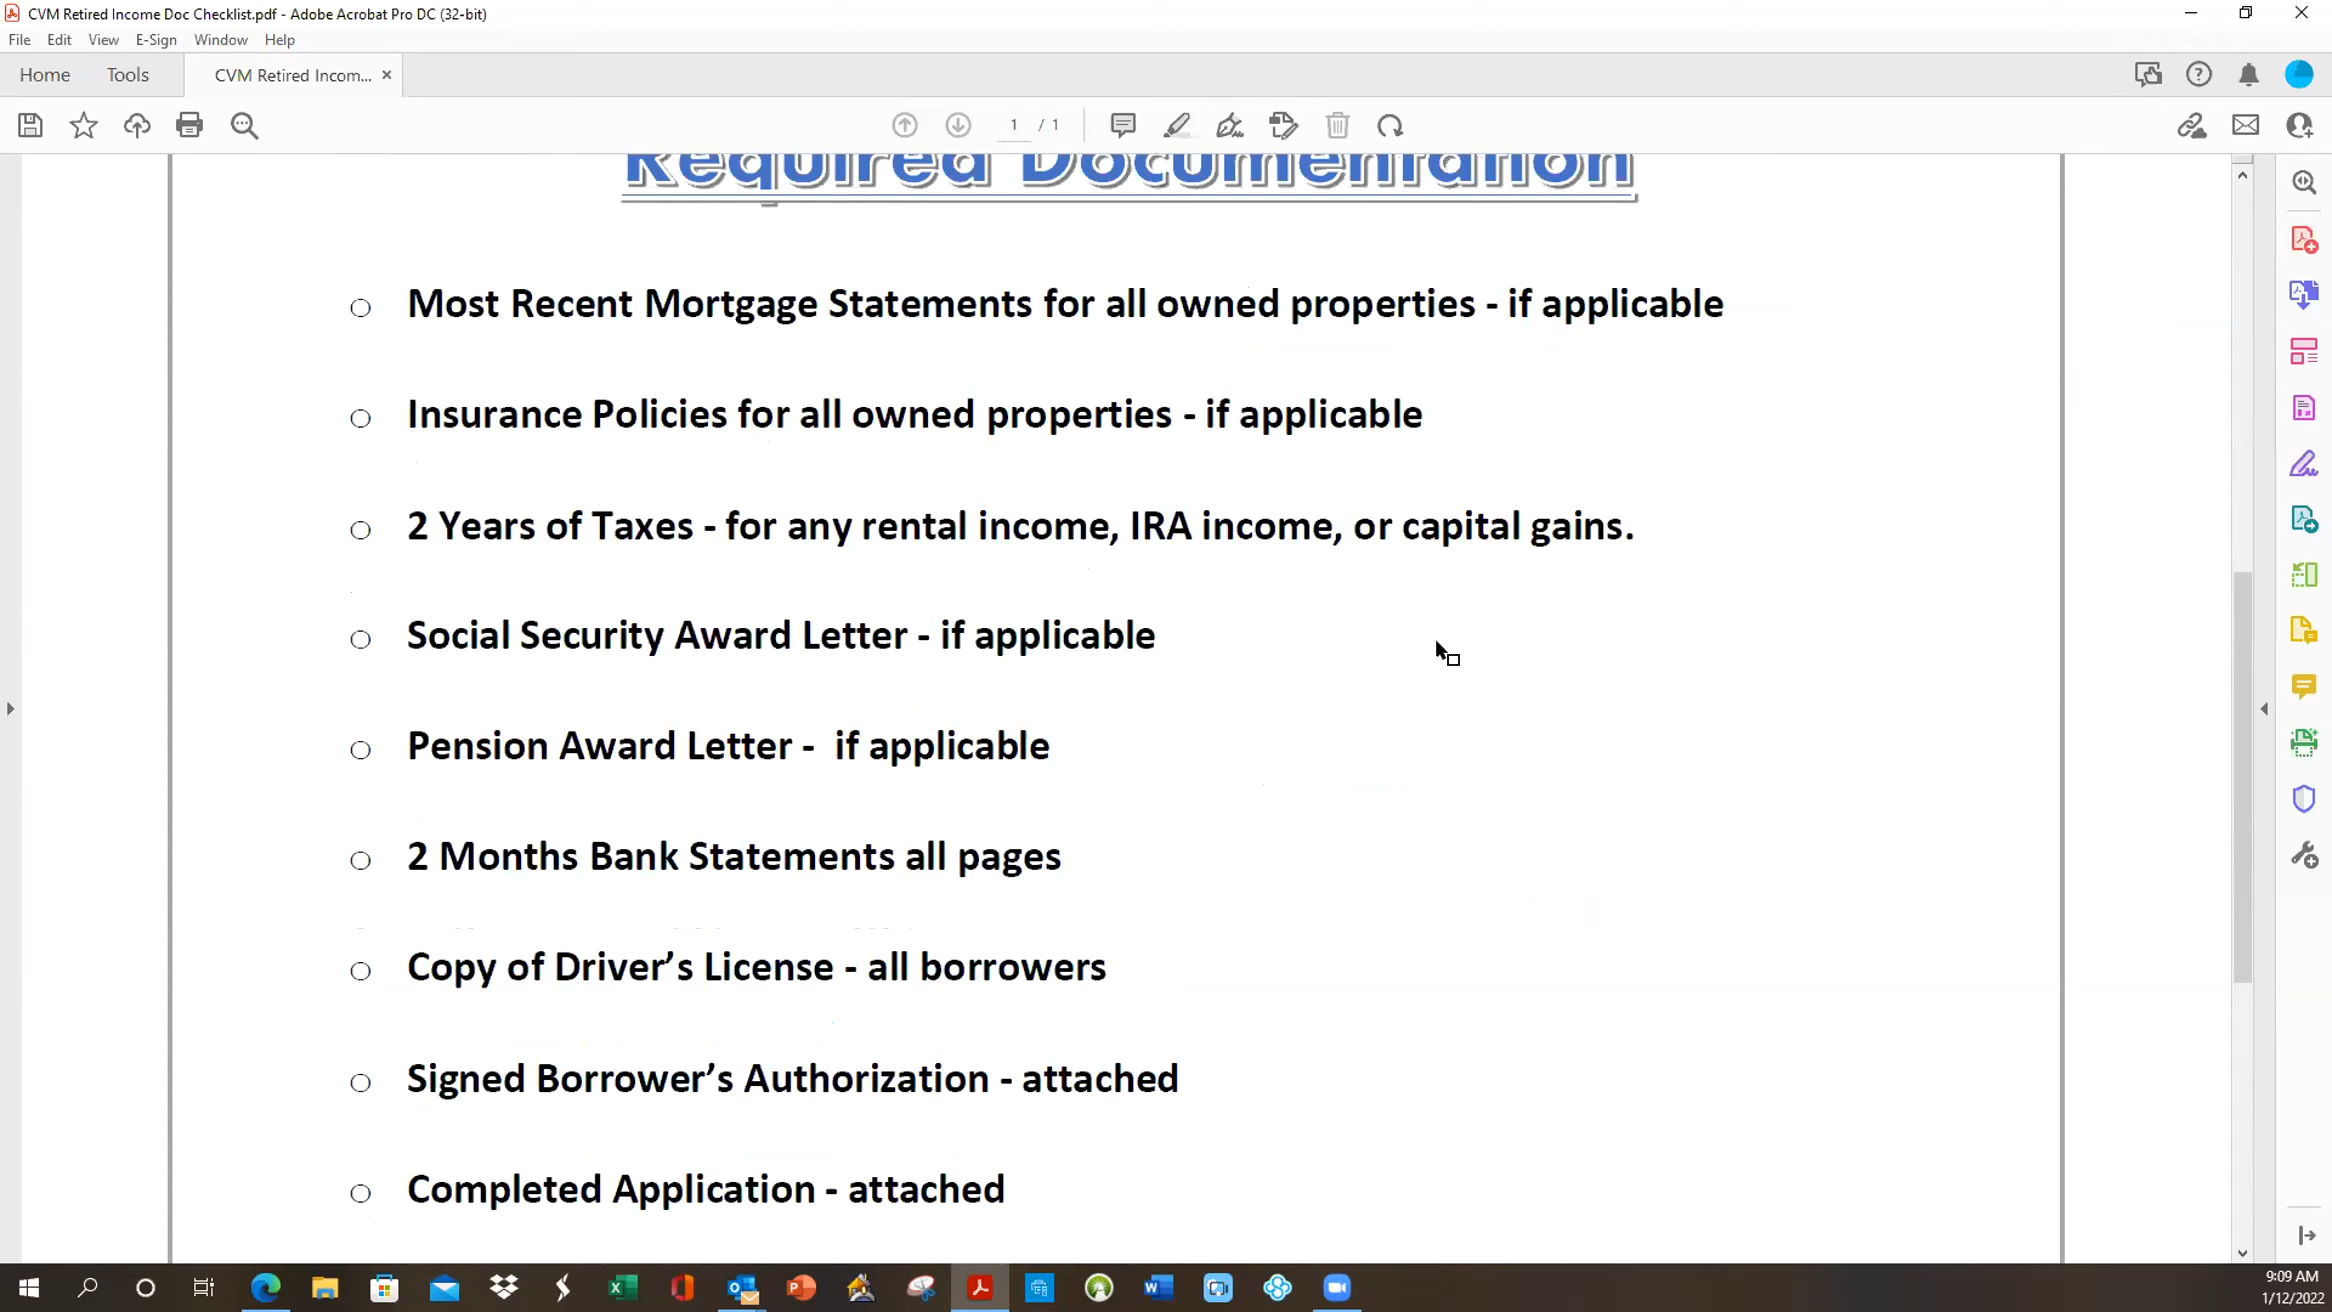 CVM Retired Income Doc Checklist.pdf - Adobe Acrobat Pro DC (32-bit)
File Edit View E-Sign Window Help
Home Tools CVM Retired Incom... ×
1 / 1
Required Documentation
Most Recent Mortgage Statements for all owned properties - if applicable
Insurance Policies for all owned properties - if applicable
2 Years of Taxes - for any rental income, IRA income, or capital gains.
Social Security Award Letter - if applicable
Pension Award Letter -  if applicable
2 Months Bank Statements all pages
Copy of Driver’s License - all borrowers
Signed Borrower’s Authorization - attached
Completed Application - attached
9:09 AM
1/12/2022